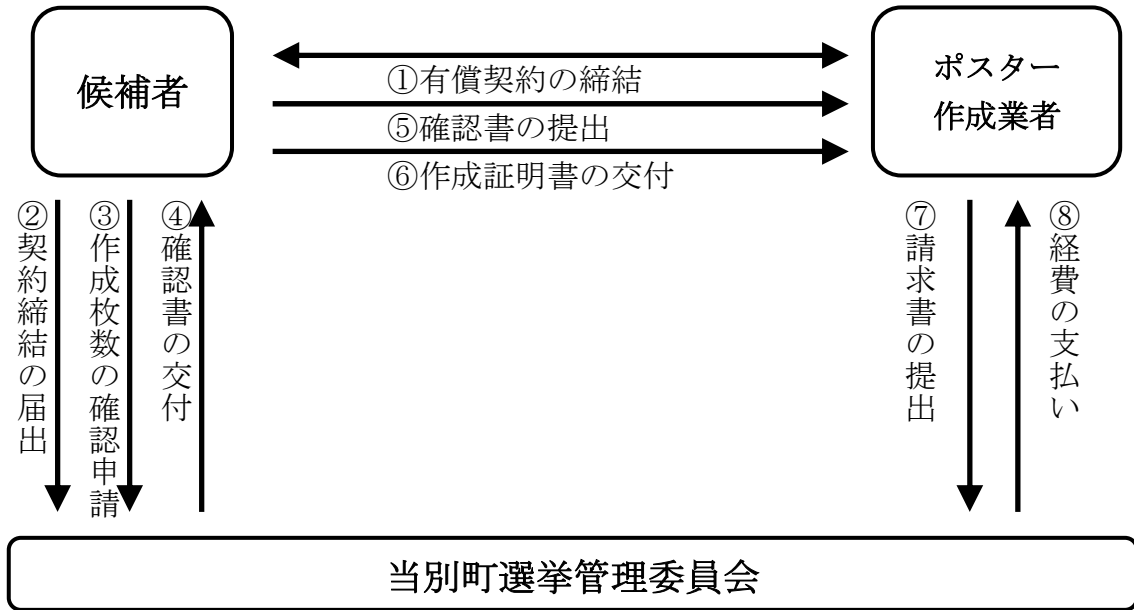 候補者
①有償契約の締結
⑤確認書の提出
⑥作成証明書の交付
ポスター
作成業者
②契約締結の届出
③作成枚数の確認申請
④確認書の交付
⑦請求書の提出
⑧経費の支払い
当別町選挙管理委員会